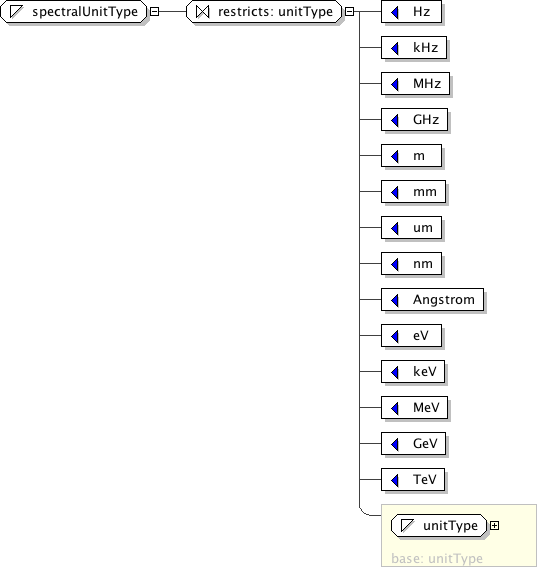 spectralUnitType
restricts: unitType
Hz
kHz
MHz
GHz
m
mm
um
nm
Angstrom
eV
keV
MeV
GeV
TeV
unitType
base: unitType